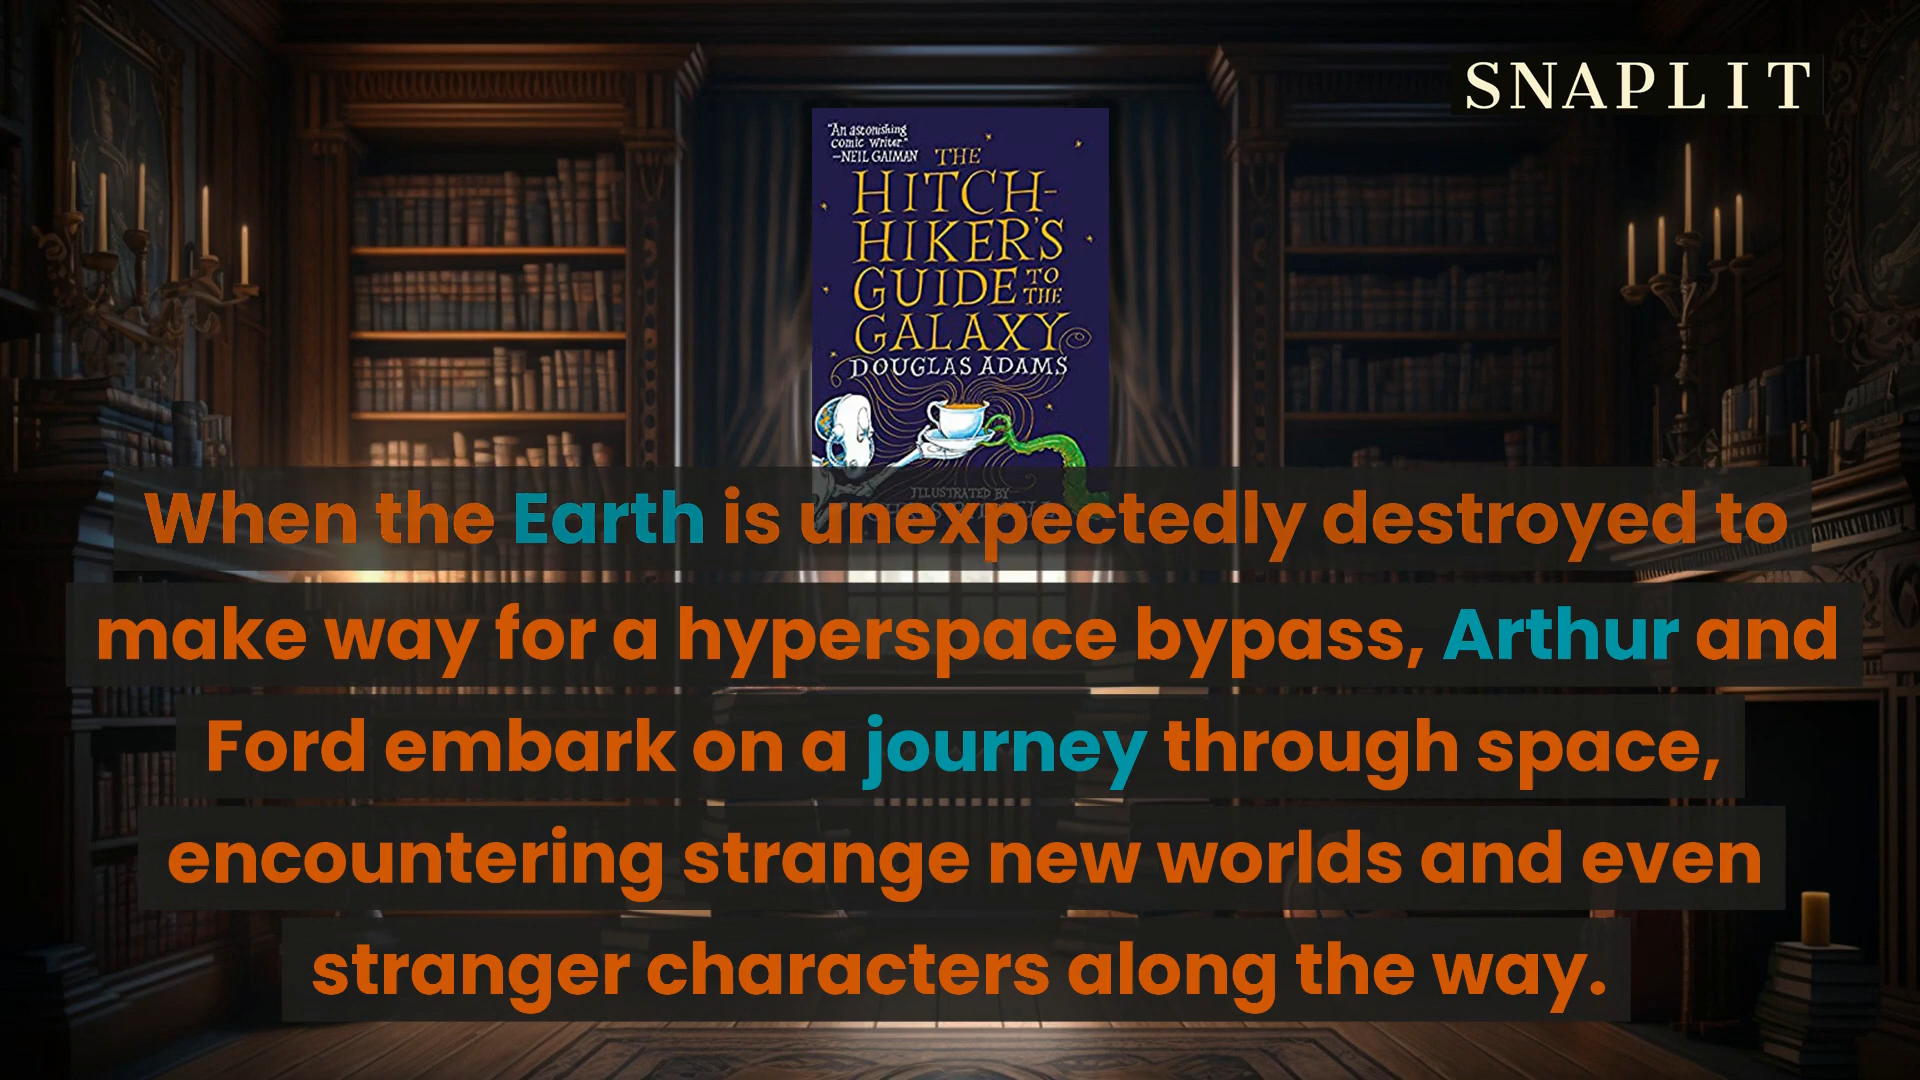 SNAPLIT
"An astonishing
comic writer."
—NEIL GAIMAN
THE
HITCH-
HIKER'S
GUIDE TO
THE
GALAXY
DOUGLAS ADAMS
ILLUSTRATED BY
When the Earth is unexpectedly destroyed to
make way for a hyperspace bypass, Arthur and
Ford embark on a journey through space,
encountering strange new worlds and even
stranger characters along the way.